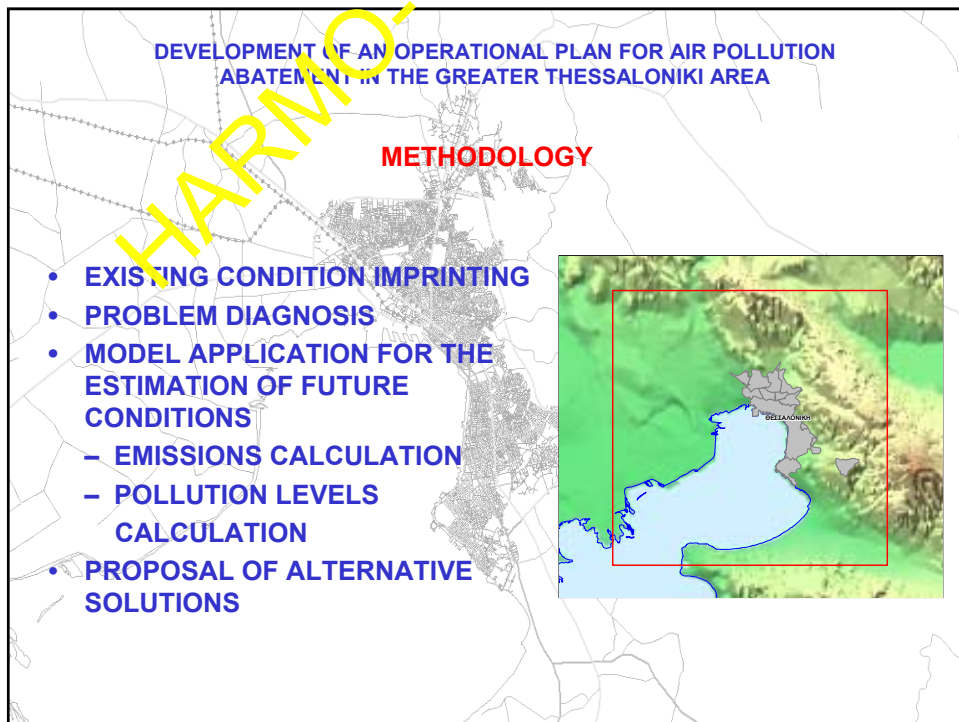 DEVELOPMENT OF AN OPERATIONAL PLAN FOR AIR POLLUTION
ABATEMENT IN THE GREATER THESSALONIKI AREA
HARMO-
METHODOLOGY
• EXISTING CONDITION IMPRINTING
• PROBLEM DIAGNOSIS
• MODEL APPLICATION FOR THE
ESTIMATION OF FUTURE
CONDITIONS
– EMISSIONS CALCULATION
– POLLUTION LEVELS
CALCULATION
• PROPOSAL OF ALTERNATIVE
SOLUTIONS
ΘΕΣΣΑΛΟΝΙΚΗ